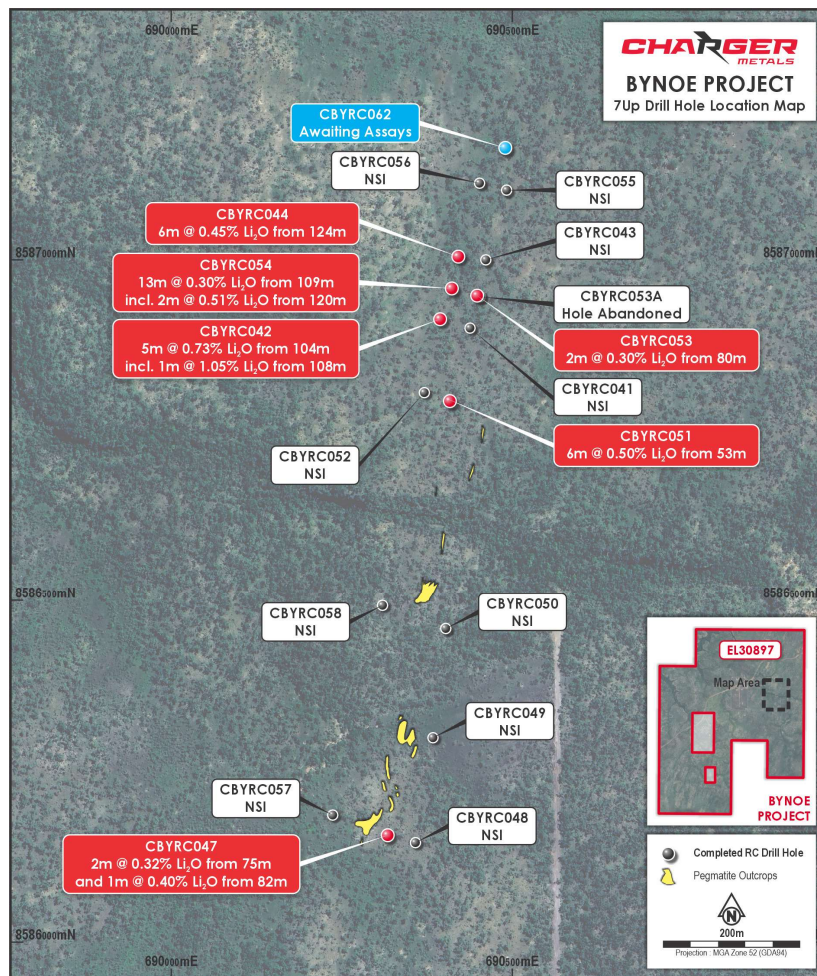 690000mE
690500mE
CHARGER
METALS
BYNOE PROJECT
7Up Drill Hole Location Map
CBYRC062
Awaiting Assays
CBYRC056
NSI
CBYRC055
NSI
CBYRC044
6m @ 0.45% Li₂O from 124m
CBYRC043
NSI
8587000mN
8587000mN
CBYRC054
13m @ 0.30% Li₂O from 109m
incl. 2m @ 0.51% Li₂O from 120m
CBYRC053A
Hole Abandoned
CBYRC042
5m @ 0.73% Li₂O from 104m
incl. 1m @ 1.05% Li₂O from 108m
CBYRC053
2m @ 0.30% Li₂O from 80m
CBYRC041
NSI
CBYRC052
NSI
CBYRC051
6m @ 0.50% Li₂O from 53m
8586500mN
8586500mN
CBYRC058
NSI
CBYRC050
NSI
EL30897
Map Area
CBYRC049
NSI
CBYRC057
NSI
BYNOE
PROJECT
CBYRC048
NSI
CBYRC047
2m @ 0.32% Li₂O from 75m
and 1m @ 0.40% Li₂O from 82m
Completed RC Drill Hole
Pegmatite Outcrops
N
200m
Projection : MGA Zone 52 (GDA94)
8586000mN
690000mE
690500mE